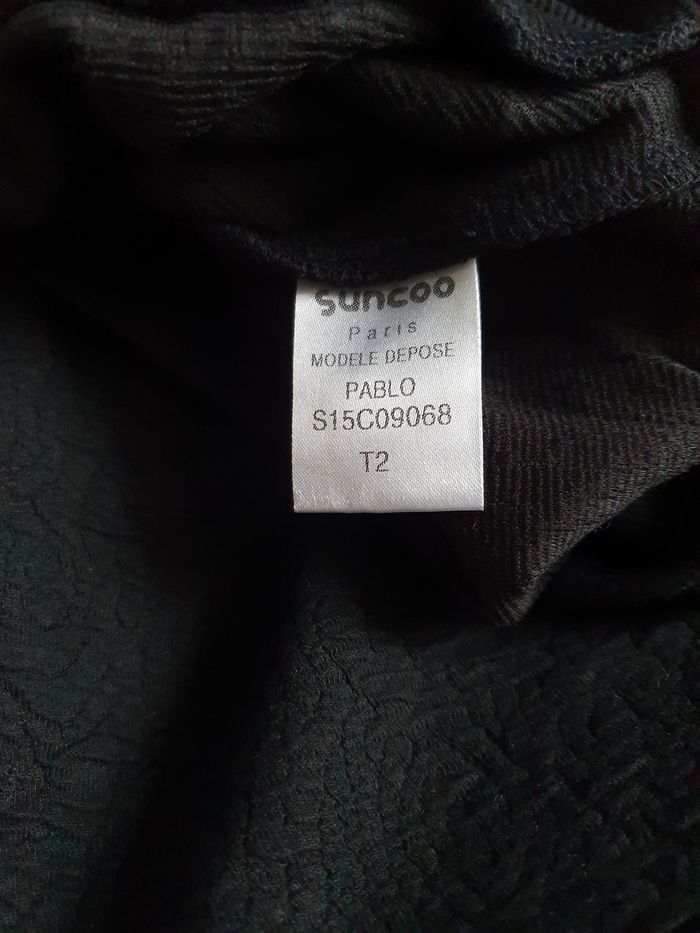 suncoo
Paris
MODELE DEPOSE
PABLO
S15C09068
T2